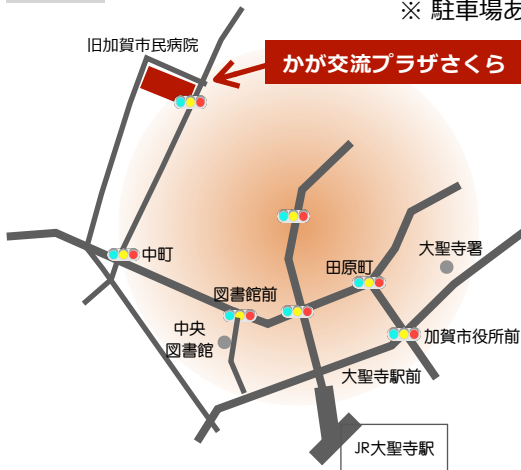 ※ 駐車場あ
旧加賀市民病院
かが交流プラザさくら
中町
田原町
大聖寺署
図書館前
中央
図書館
加賀市役所前
大聖寺駅前
JR大聖寺駅